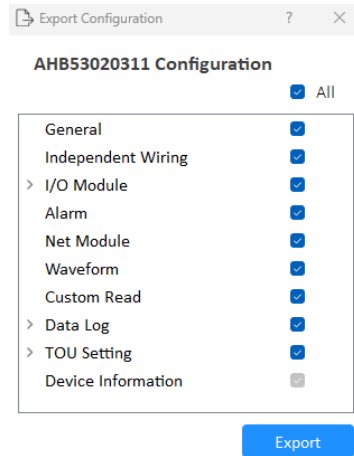 Export Configuration ?
AHB53020311 Configuration
All
General
Independent Wiring
I/O Module
Alarm
Net Module
Waveform
Custom Read
Data Log
TOU Setting
Device Information
Export